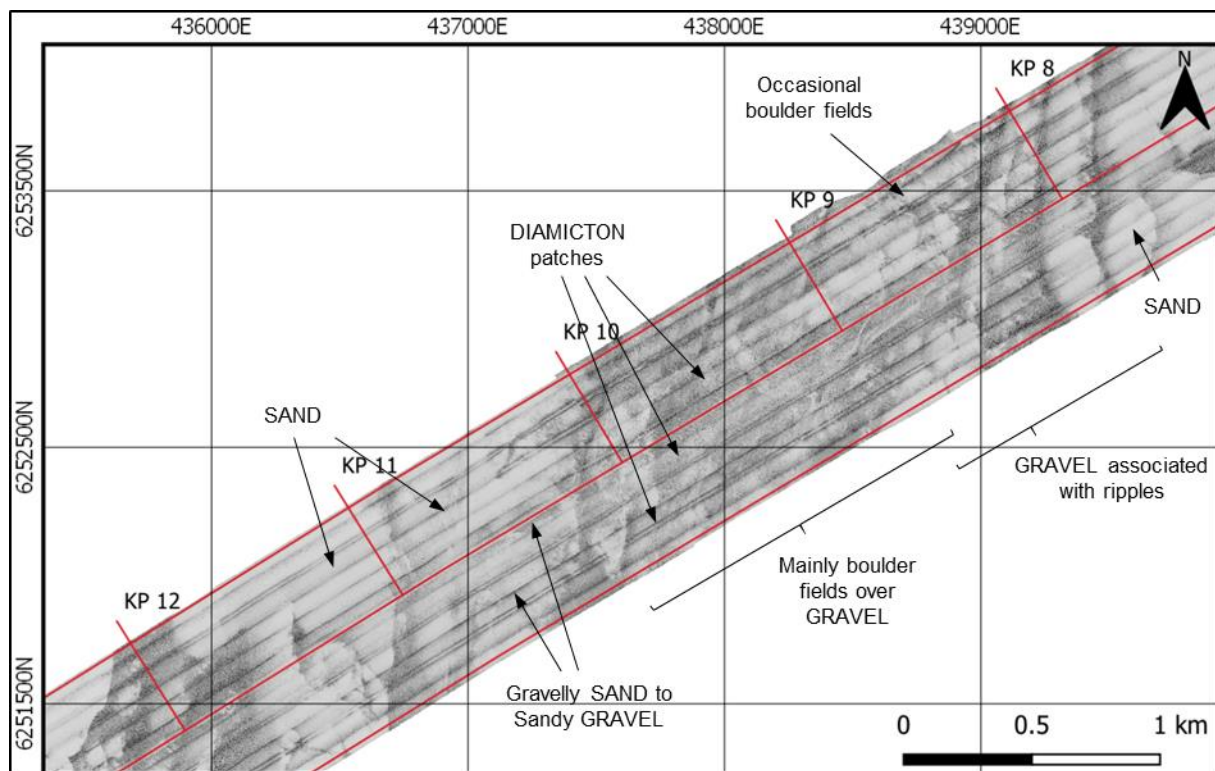 436000E 437000E 438000E 439000E
N
KP 8
Occasional
boulder fields
6253500N
KP 9
DIAMICTON
patches
SAND
KP 10
SAND
6252500N
KP 11
GRAVEL associated
with ripples
Mainly boulder
fields over
GRAVEL
KP 12
Gravelly SAND to
Sandy GRAVEL
6251500N
0 0.5 1 km